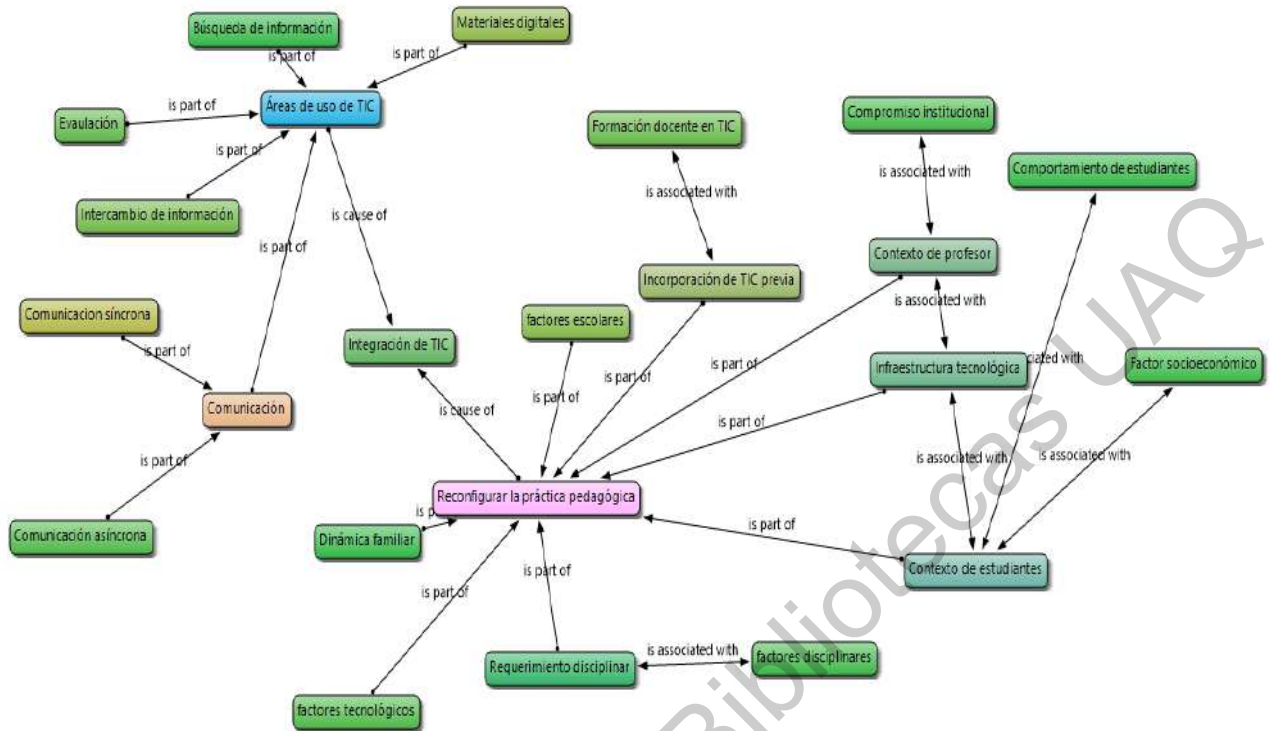 Búsqueda de información
Materiales digitales
is part of
is part of
Áreas de uso de TIC
is part of
Evaulación
is part of
Formación docente en TIC
Compromiso institucional
Comportamiento de estudiantes
is associated with
is associated with
Intercambio de información
is cause of
is part of
Contexto de profesor
Incorporación de TIC previa
is associated with
Comunicacion síncrona
factores escolares
is part of
Integración de TIC
is part of
Infraestructura tecnológica
ciated with
Factor socioeconómico
is part of
Comunicación
is part of
is cause of
is part of
is part of
is associated with
is associated with
is part of
Reconfigurar la práctica pedagógica
Comunicación asíncrona
Dinámica familiar
is part of
Contexto de estudiantes
is part of
is part of
Requerimiento disciplinar
is associated with
factores disciplinares
factores tecnológicos
Bibliotecas UAQ